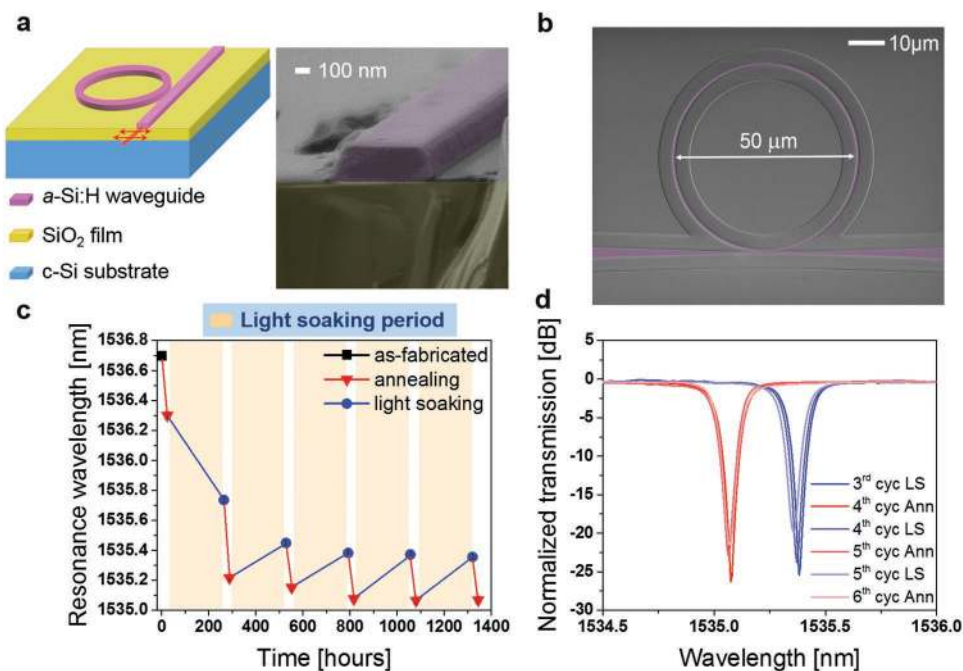 a
100 nm
a-Si:H waveguide
SiO₂ film
c-Si substrate
b
10µm
50 µm
c
Light soaking period
Resonance wavelength [nm]
1536.8
1536.6
1536.4
1536.2
1536.0
1535.8
1535.6
1535.4
1535.2
1535.0
as-fabricated
annealing
light soaking
0 200 400 600 800 1000 1200 1400
Time [hours]
d
Normalized transmission [dB]
5
0
-5
-10
-15
-20
-25
-30
3rd cyc LS
4th cyc Ann
4th cyc LS
5th cyc Ann
5th cyc LS
6th cyc Ann
1534.5 1535.0 1535.5 1536.0
Wavelength [nm]